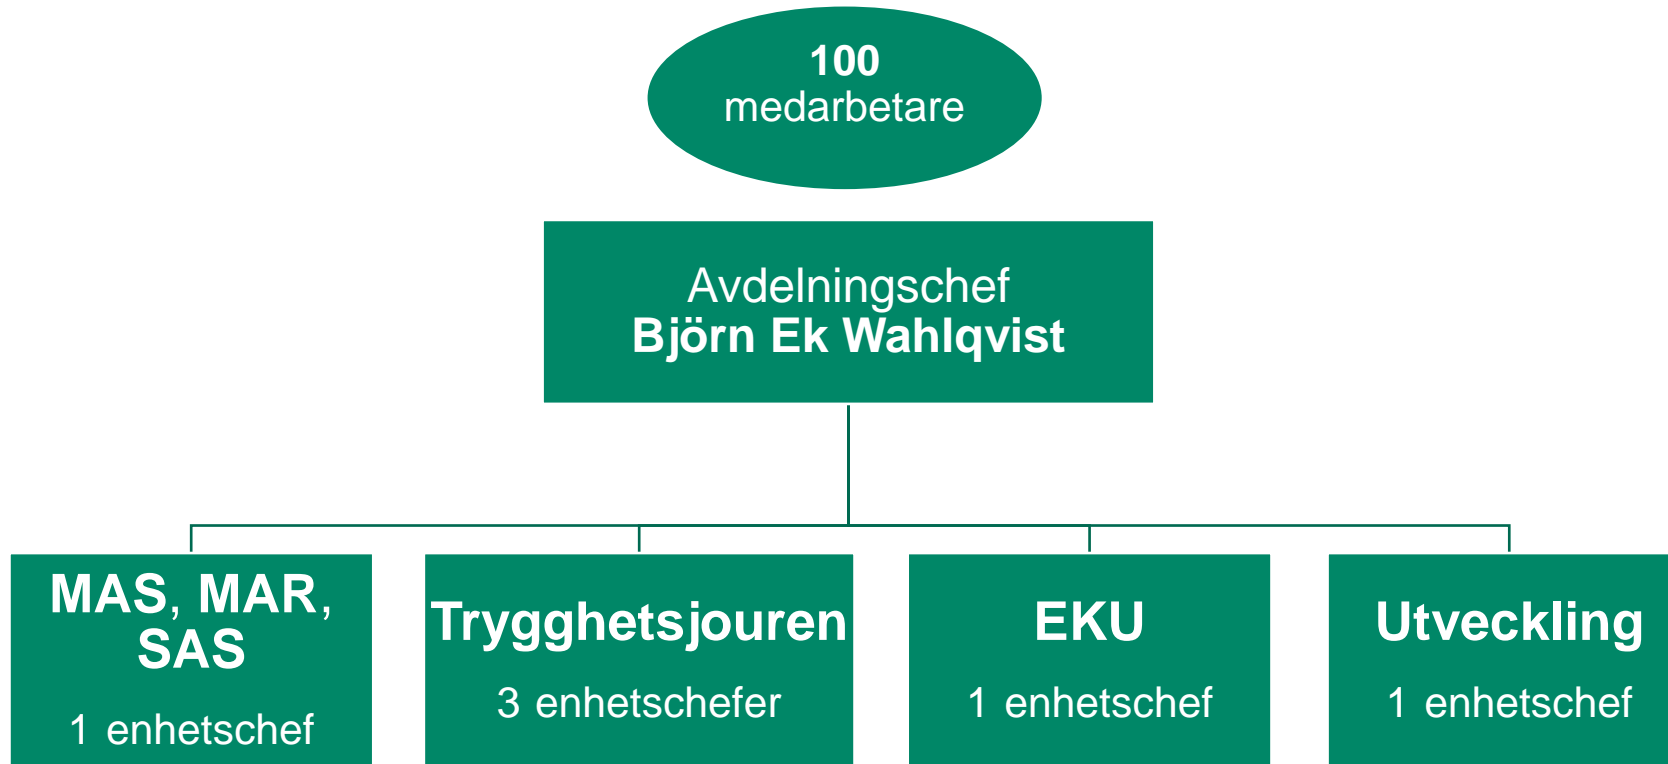 100
medarbetare
Avdelningschef
Björn Ek Wahlqvist
MAS, MAR,
SAS
1 enhetschef
Trygghetsjouren
3 enhetschefer
EKU
1 enhetschef
Utveckling
1 enhetschef